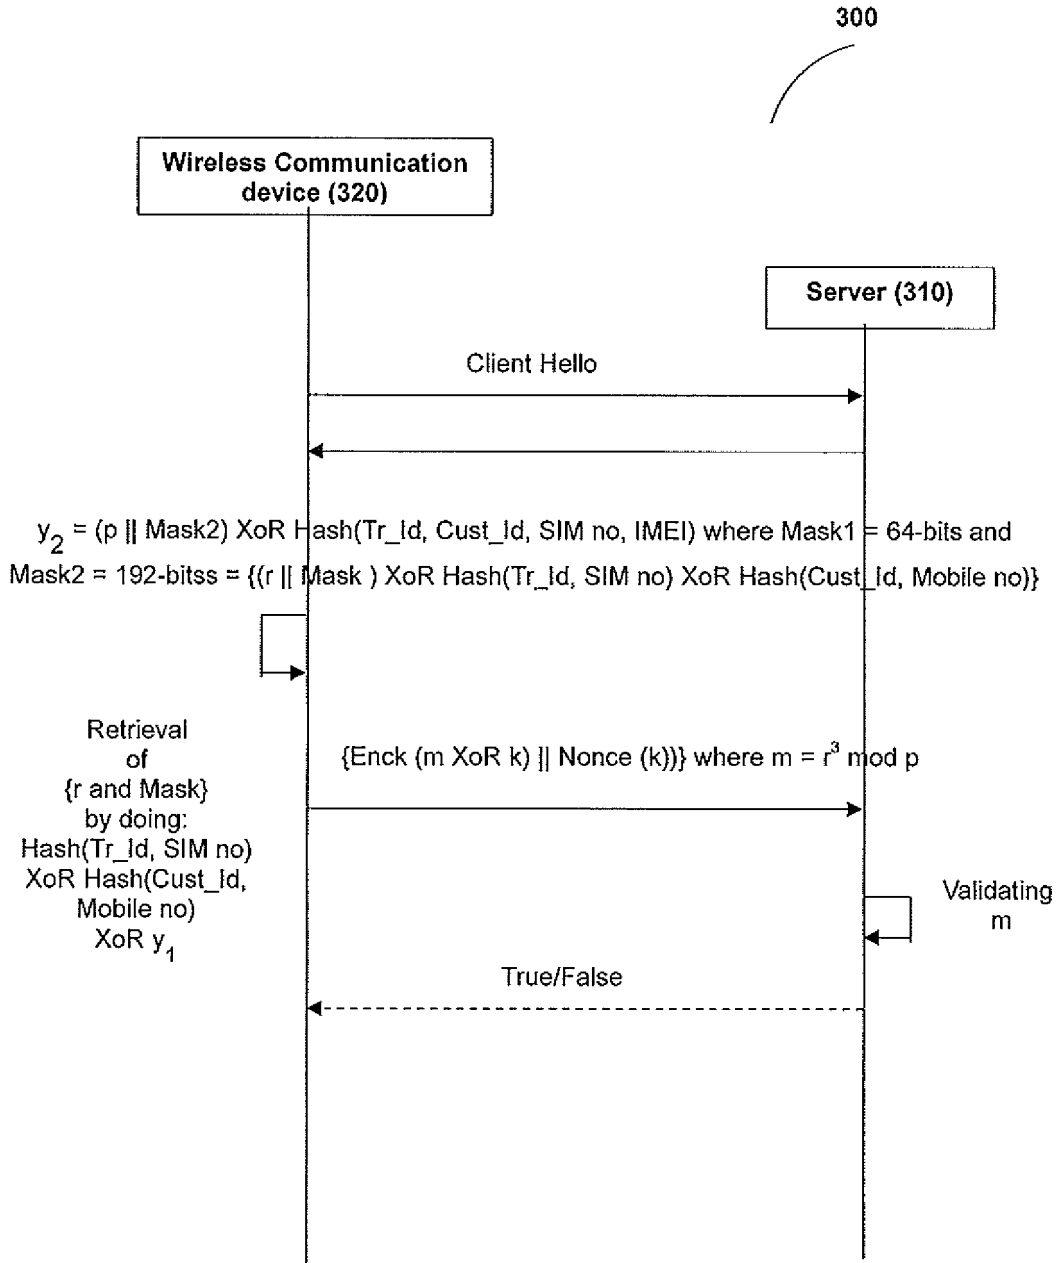 300
Wireless Communication
device (320)
Server (310)
Client Hello
y2 = (p || Mask2) XoR Hash(Tr_Id, Cust_Id, SIM no, IMEI) where Mask1 = 64-bits and
Mask2 = 192-bitss = {(r || Mask ) XoR Hash(Tr_Id, SIM no) XoR Hash(Cust_Id, Mobile no)}
Retrieval
of
{r and Mask}
by doing:
Hash(Tr_Id, SIM no)
XoR Hash(Cust_Id,
Mobile no)
XoR y1
{Enck (m XoR k) || Nonce (k))} where m = r³ mod p
Validating
m
True/False